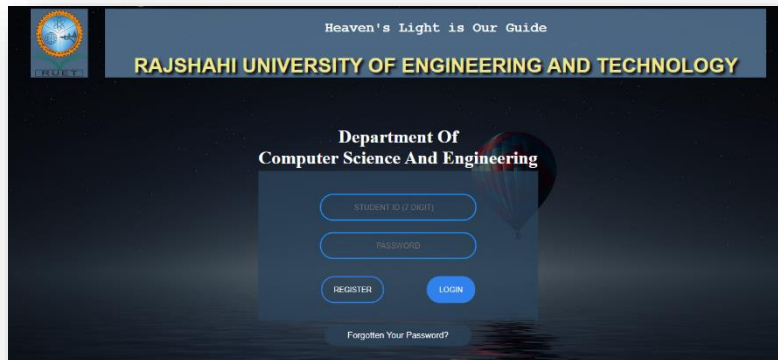 Heaven's Light is Our Guide
RUET
RAJSHAHI UNIVERSITY OF ENGINEERING AND TECHNOLOGY
Department Of
Computer Science And Engineering
STUDENT ID (7 DIGIT)
PASSWORD
REGISTER LOGIN
Forgotten Your Password?